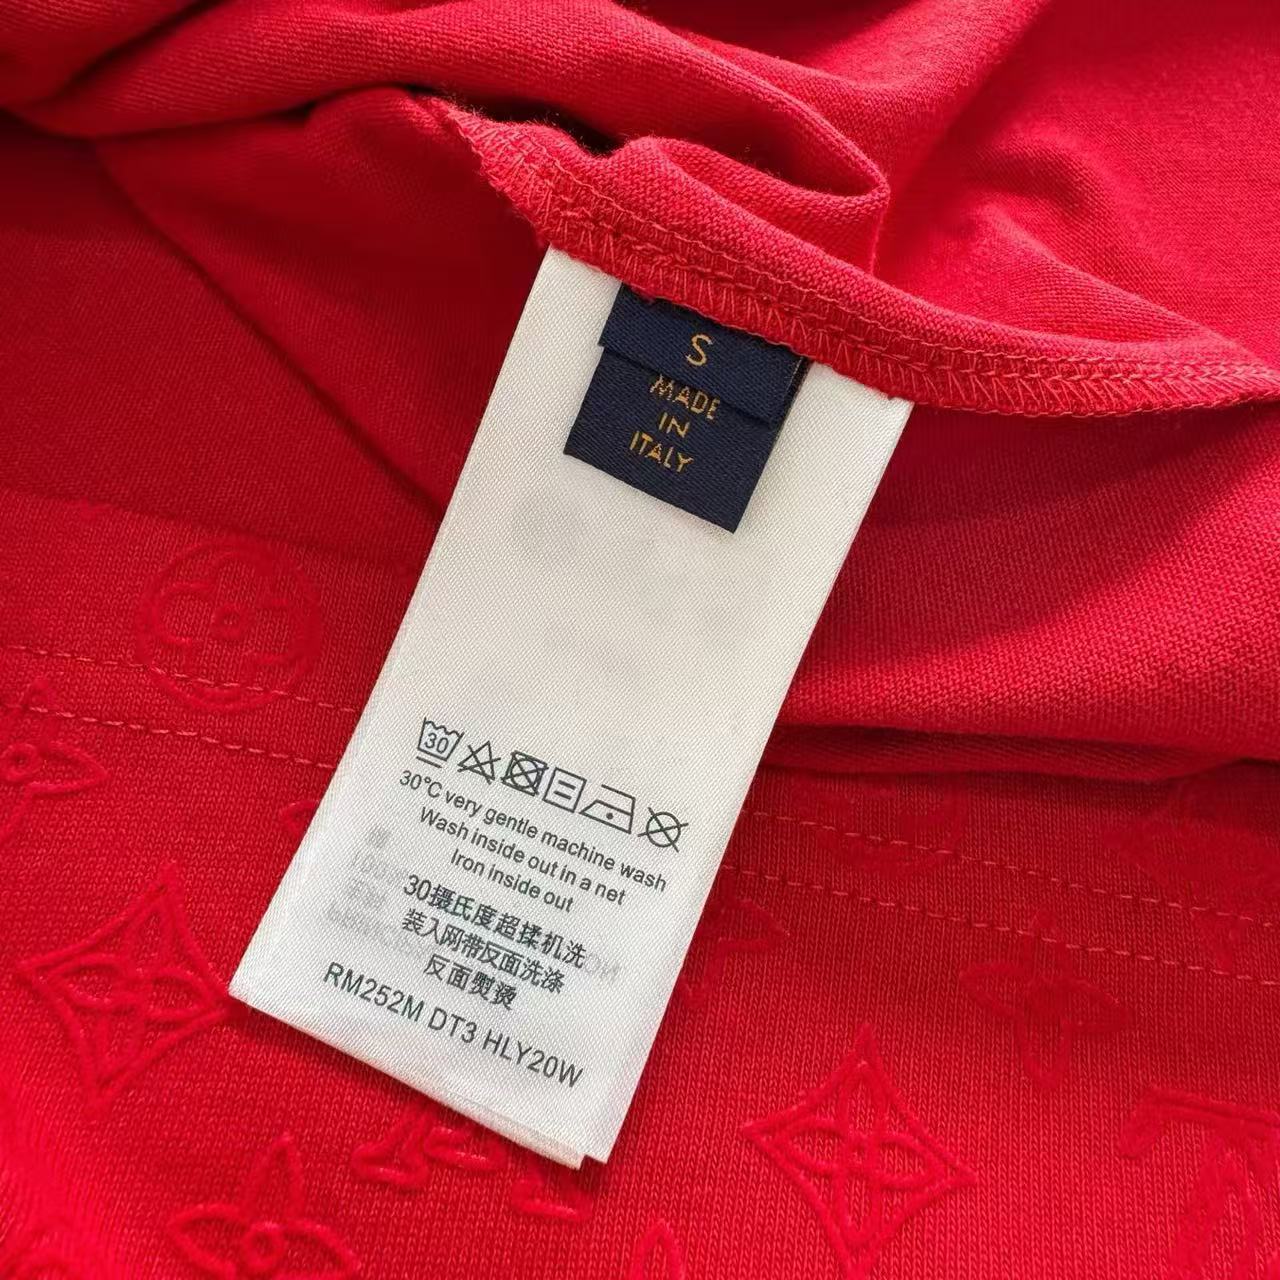 S
MADE
IN
ITALY
30
30°C very gentle machine wash
Wash inside out in a net
Iron inside out
30摄氏度超揉机洗
装入网带反面洗涤
反面熨烫
RM252M DT3 HLY20W